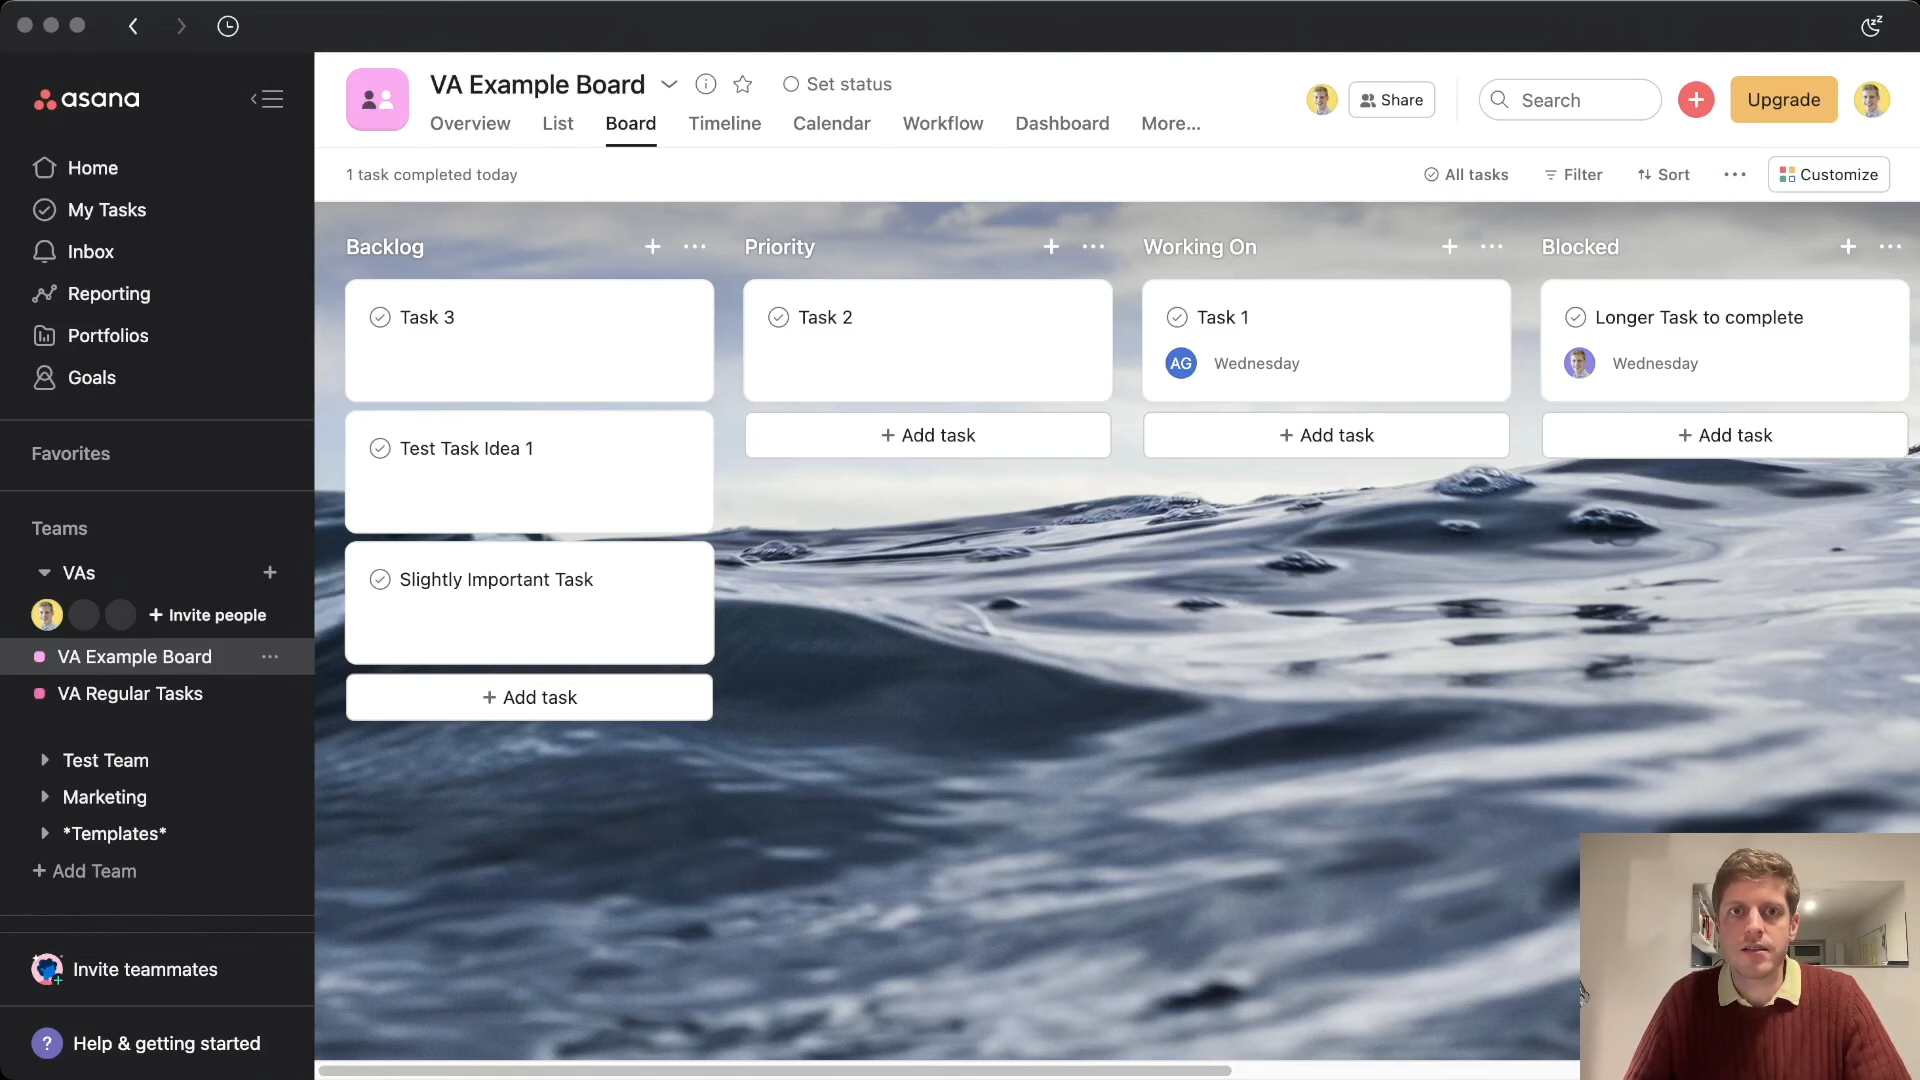 asana
Home
My Tasks
Inbox
Reporting
Portfolios
Goals
Favorites
Teams
VAs
+ Invite people
VA Example Board
VA Regular Tasks
Test Team
Marketing
*Templates*
+ Add Team
Invite teammates
? Help & getting started
VA Example Board
Set status
Overview List Board Timeline Calendar Workflow Dashboard More...
Share
Search
Upgrade
1 task completed today
All tasks
Filter
Sort
Customize
Backlog
Task 3
Test Task Idea 1
Slightly Important Task
+ Add task
Priority
Task 2
+ Add task
Working On
Task 1
AG Wednesday
+ Add task
Blocked
Longer Task to complete
Wednesday
+ Add task